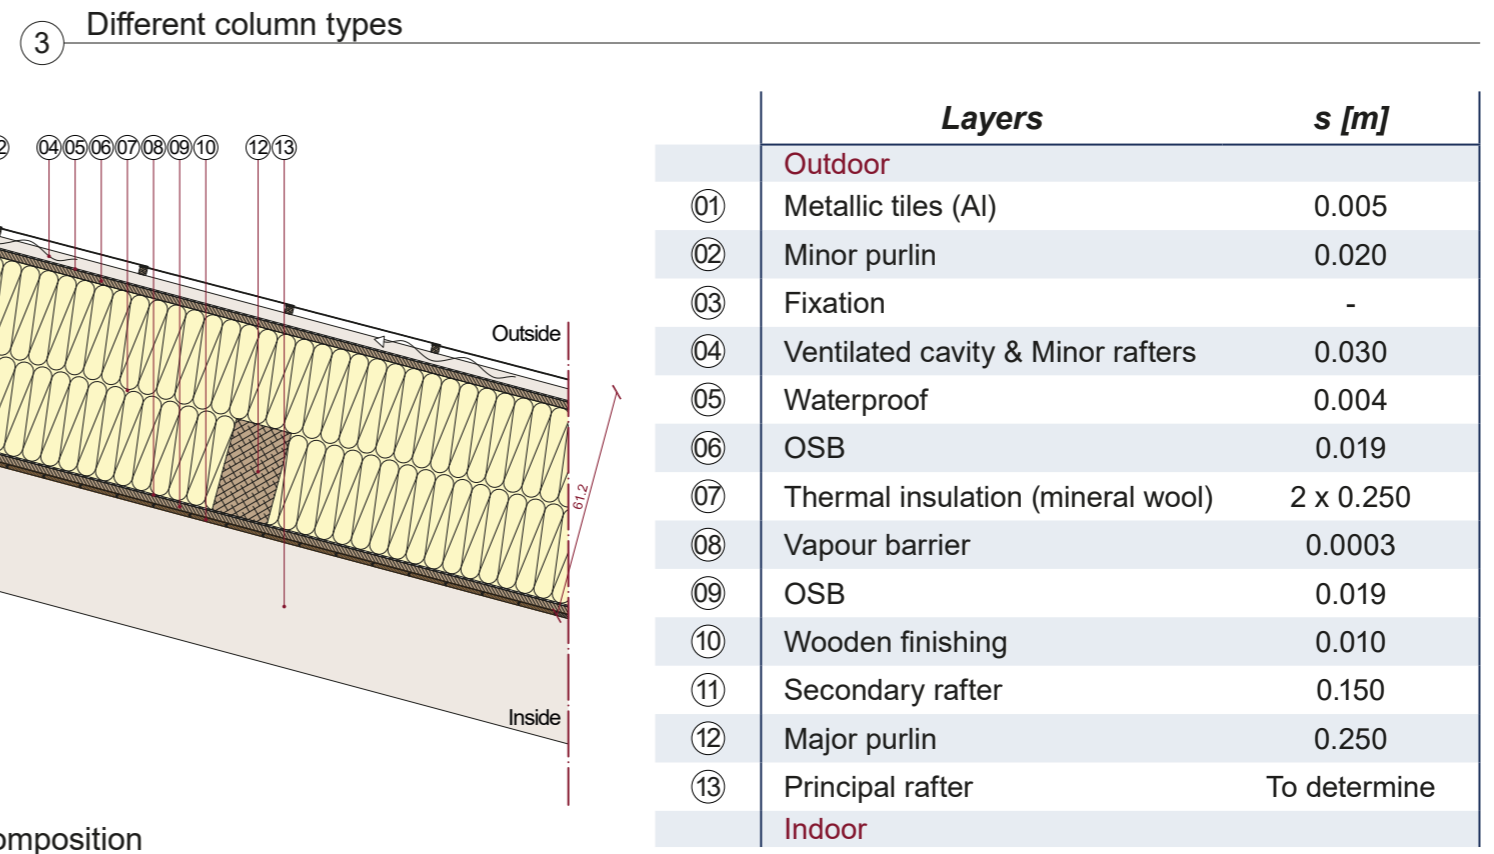 3 Different column types
2 04 05 06 07 08 09 10 12 13
Outside
61.2
Inside
omposition
Layers s [m]
Outdoor
01 Metallic tiles (Al) 0.005
02 Minor purlin 0.020
03 Fixation -
04 Ventilated cavity & Minor rafters 0.030
05 Waterproof 0.004
06 OSB 0.019
07 Thermal insulation (mineral wool) 2 x 0.250
08 Vapour barrier 0.0003
09 OSB 0.019
10 Wooden finishing 0.010
11 Secondary rafter 0.150
12 Major purlin 0.250
13 Principal rafter To determine
Indoor